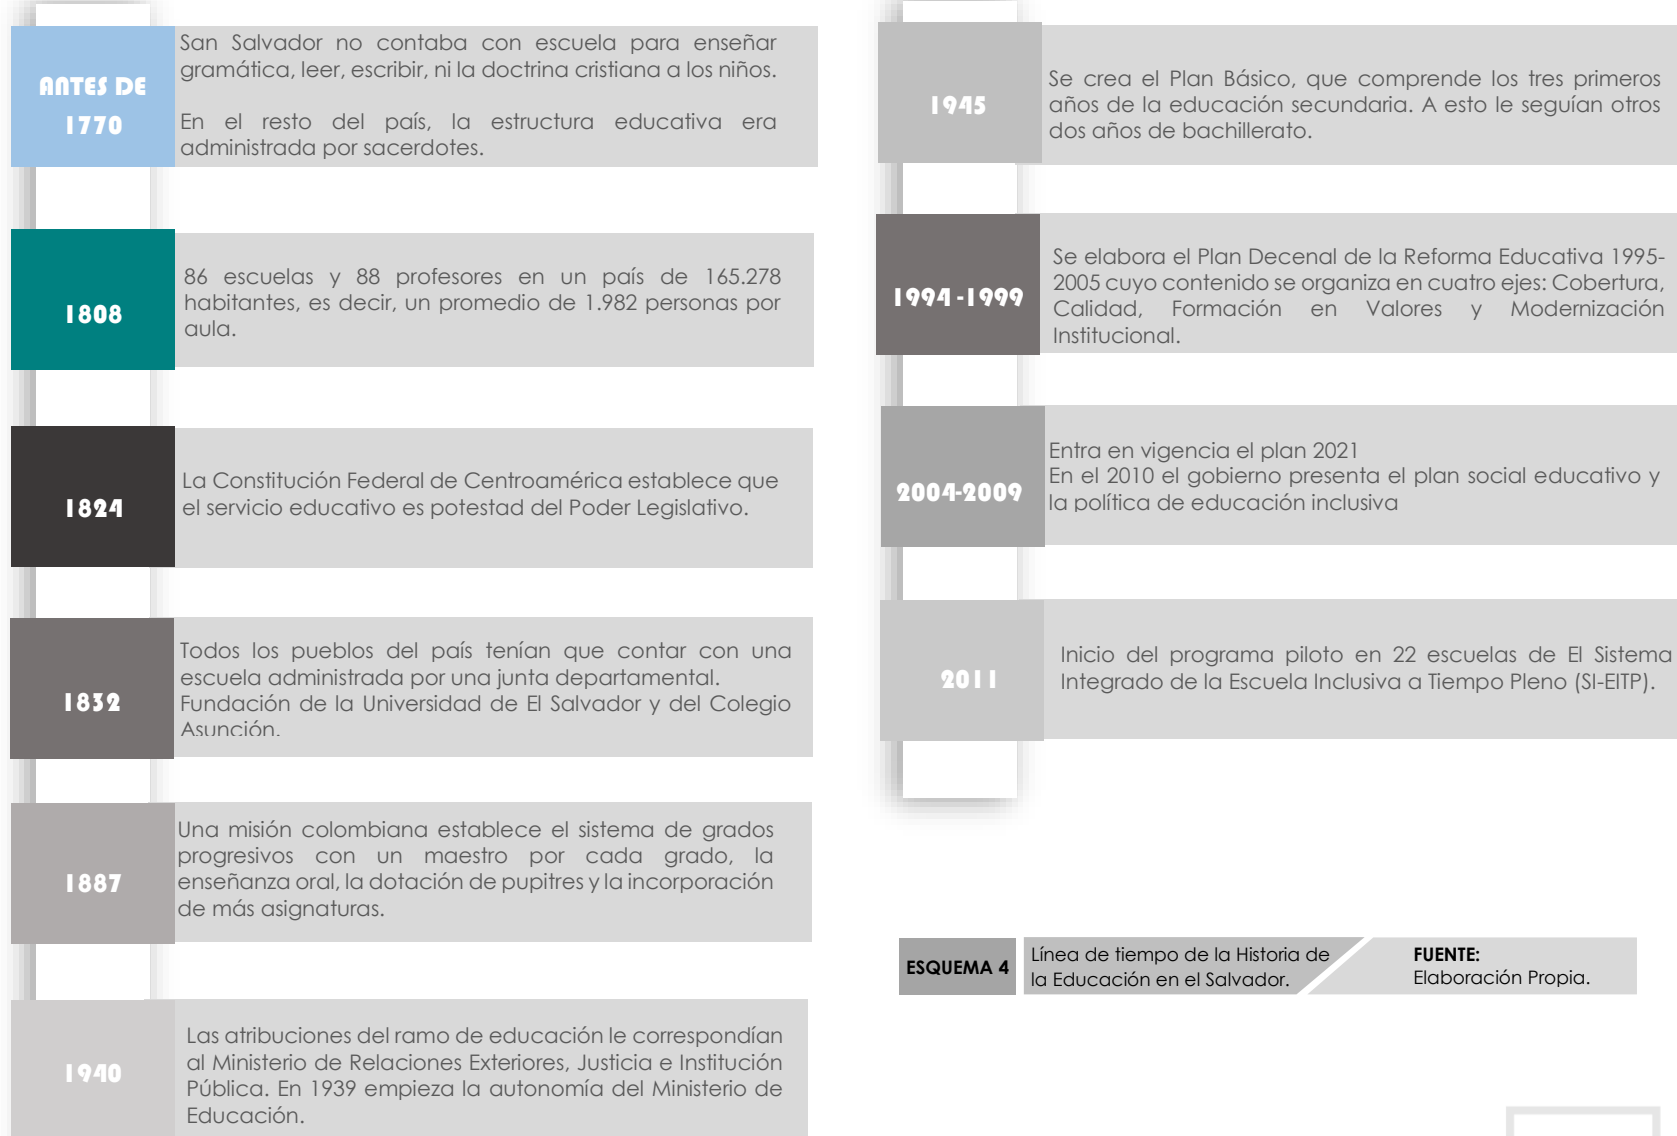 ANTES DE
1770
San Salvador no contaba con escuela para enseñar
gramática, leer, escribir, ni la doctrina cristiana a los niños.
En el resto del país, la estructura educativa era
administrada por sacerdotes.
1808
86 escuelas y 88 profesores en un país de 165.278
habitantes, es decir, un promedio de 1.982 personas por
aula.
1824
La Constitución Federal de Centroamérica establece que
el servicio educativo es potestad del Poder Legislativo.
1832
Todos los pueblos del país tenían que contar con una
escuela administrada por una junta departamental.
Fundación de la Universidad de El Salvador y del Colegio
Asunción.
1887
Una misión colombiana establece el sistema de grados
progresivos con un maestro por cada grado, la
enseñanza oral, la dotación de pupitres y la incorporación
de más asignaturas.
1940
Las atribuciones del ramo de educación le correspondían
al Ministerio de Relaciones Exteriores, Justicia e Institución
Pública. En 1939 empieza la autonomía del Ministerio de
Educación.
1945
Se crea el Plan Básico, que comprende los tres primeros
años de la educación secundaria. A esto le seguían otros
dos años de bachillerato.
1994 -1999
Se elabora el Plan Decenal de la Reforma Educativa 1995-
2005 cuyo contenido se organiza en cuatro ejes: Cobertura,
Calidad, Formación en Valores y Modernización
Institucional.
2004-2009
Entra en vigencia el plan 2021
En el 2010 el gobierno presenta el plan social educativo y
la política de educación inclusiva
2011
Inicio del programa piloto en 22 escuelas de El Sistema
Integrado de la Escuela Inclusiva a Tiempo Pleno (SI-EITP).
ESQUEMA 4
Línea de tiempo de la Historia de
la Educación en el Salvador.
FUENTE:
Elaboración Propia.